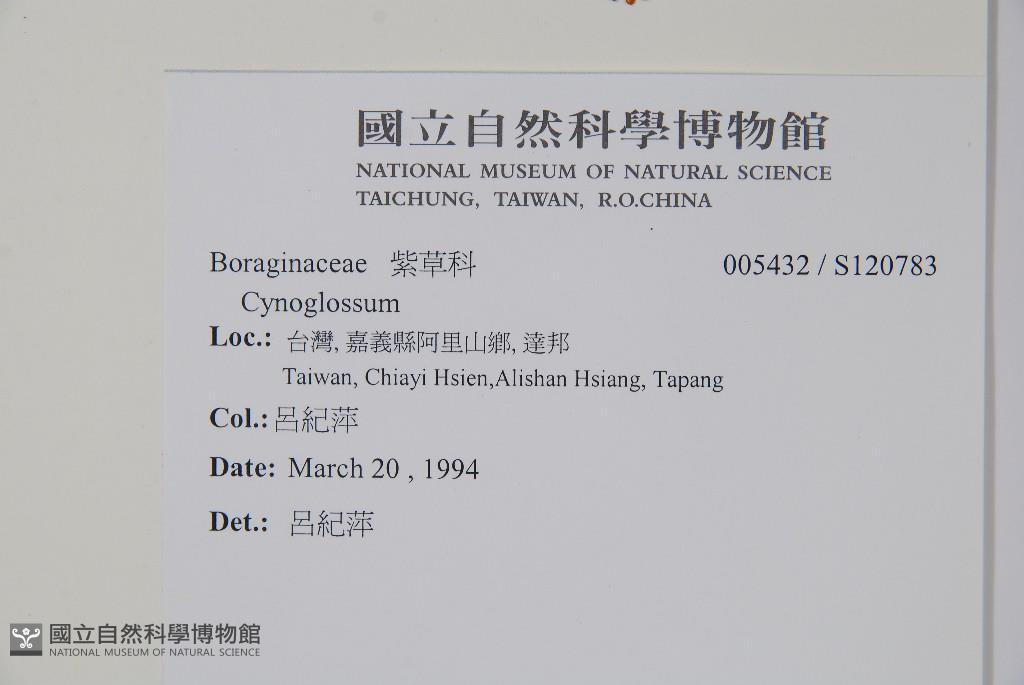 國立自然科學博物館
NATIONAL MUSEUM OF NATURAL SCIENCE
TAICHUNG, TAIWAN, R.O.CHINA
Boraginaceae 紫草科 005432 / S120783
Cynoglossum
Loc.: 台灣, 嘉義縣阿里山鄉, 達邦
Taiwan, Chiayi Hsien,Alishan Hsiang, Tapang
Col.: 呂紀萍
Date: March 20 , 1994
Det.: 呂紀萍
國立自然科學博物館
NATIONAL MUSEUM OF NATURAL SCIENCE